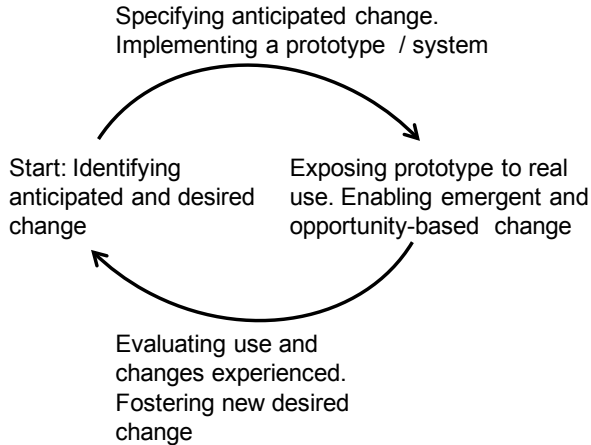 Specifying anticipated change.
Implementing a prototype / system
Start: Identifying
anticipated and desired
change
Exposing prototype to real
use. Enabling emergent and
opportunity-based change
Evaluating use and
changes experienced.
Fostering new desired
change